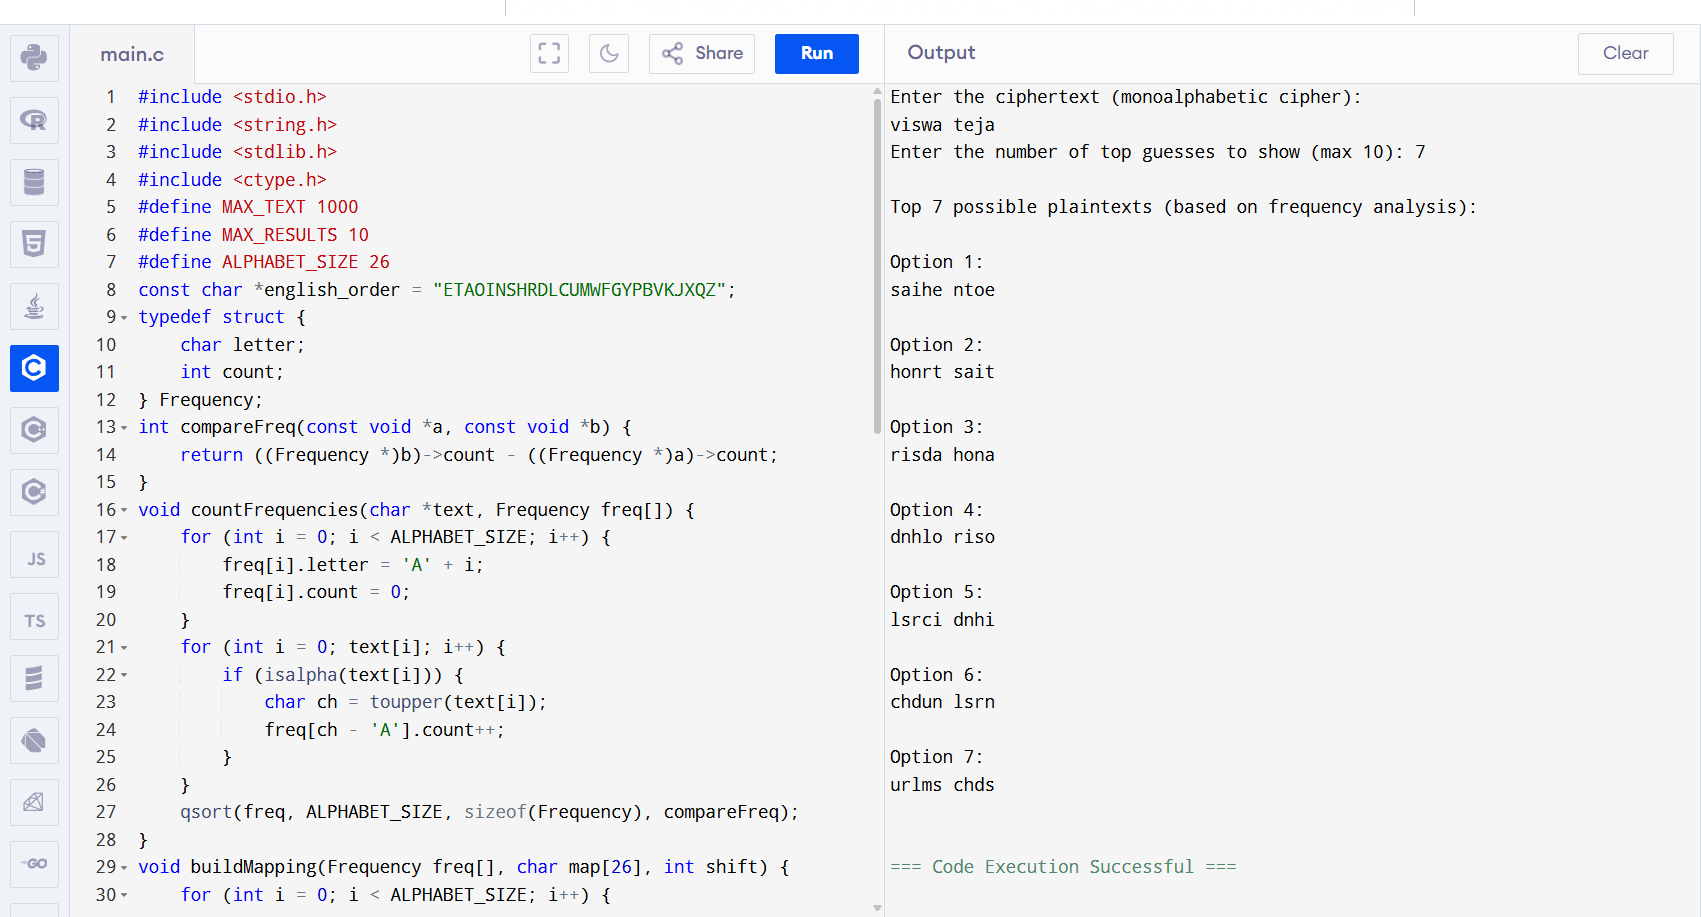 main.c
Share
Run
Output
Clear
1 #include <stdio.h>
2 #include <string.h>
3 #include <stdlib.h>
4 #include <ctype.h>
5 #define MAX_TEXT 1000
6 #define MAX_RESULTS 10
7 #define ALPHABET_SIZE 26
8 const char *english_order = "ETAOINSHRDLCUMWFGYPBVKJXQZ";
9 typedef struct {
10     char letter;
11     int count;
12 } Frequency;
13 int compareFreq(const void *a, const void *b) {
14     return ((Frequency *)b)->count - ((Frequency *)a)->count;
15 }
16 void countFrequencies(char *text, Frequency freq[]) {
17     for (int i = 0; i < ALPHABET_SIZE; i++) {
18         freq[i].letter = 'A' + i;
19         freq[i].count = 0;
20     }
21     for (int i = 0; text[i]; i++) {
22         if (isalpha(text[i])) {
23             char ch = toupper(text[i]);
24             freq[ch - 'A'].count++;
25         }
26     }
27     qsort(freq, ALPHABET_SIZE, sizeof(Frequency), compareFreq);
28 }
29 void buildMapping(Frequency freq[], char map[26], int shift) {
30     for (int i = 0; i < ALPHABET_SIZE; i++) {
Enter the ciphertext (monoalphabetic cipher):
viswa teja
Enter the number of top guesses to show (max 10): 7
Top 7 possible plaintexts (based on frequency analysis):
Option 1:
saihe ntoe
Option 2:
honrt sait
Option 3:
risda hona
Option 4:
dnhlo riso
Option 5:
lsrci dnhi
Option 6:
chdun lsrn
Option 7:
urlms chds
=== Code Execution Successful ===
R
5
C
C
C
JS
TS
GO